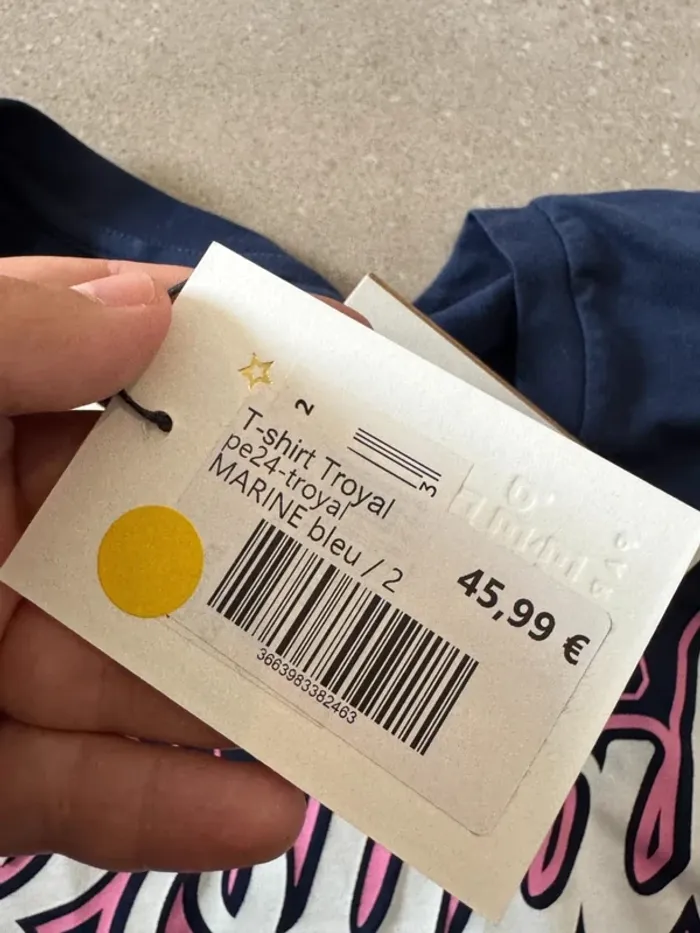 2
3
T-shirt Troyal
pe24-troyal
MARINE bleu / 2
45,99 €
3663983382463